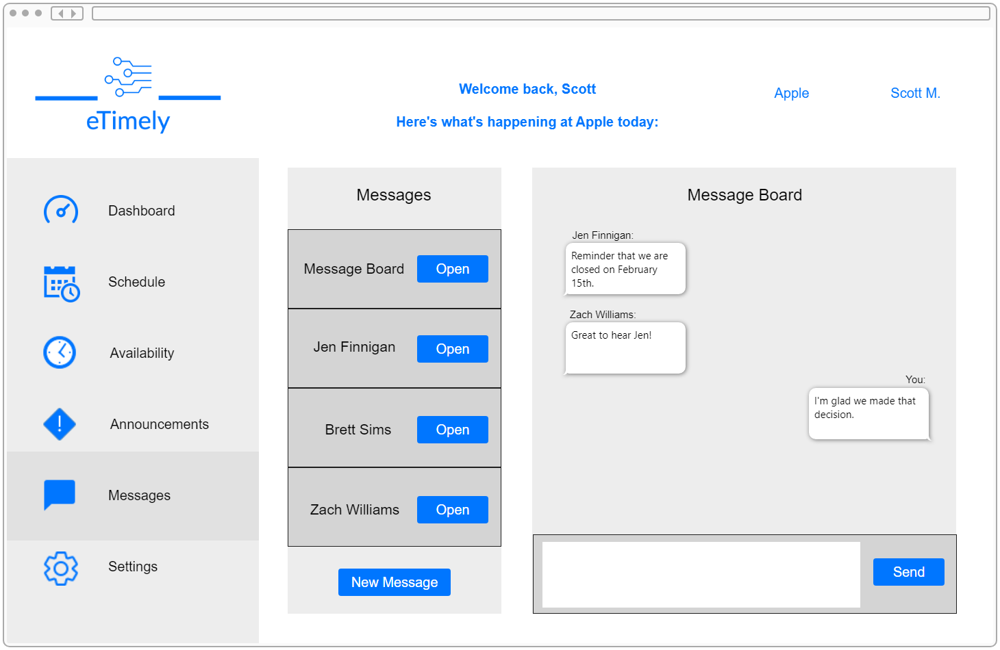 eTimely
Welcome back, Scott
Here's what's happening at Apple today:
Apple
Scott M.
Dashboard
Schedule
Availability
Announcements
Messages
Settings
Messages
Message Board
Open
Jen Finnigan
Open
Brett Sims
Open
Zach Williams
Open
New Message
Message Board
Jen Finnigan:
Reminder that we are
closed on February
15th.
Zach Williams:
Great to hear Jen!
You:
I'm glad we made that
decision.
Send